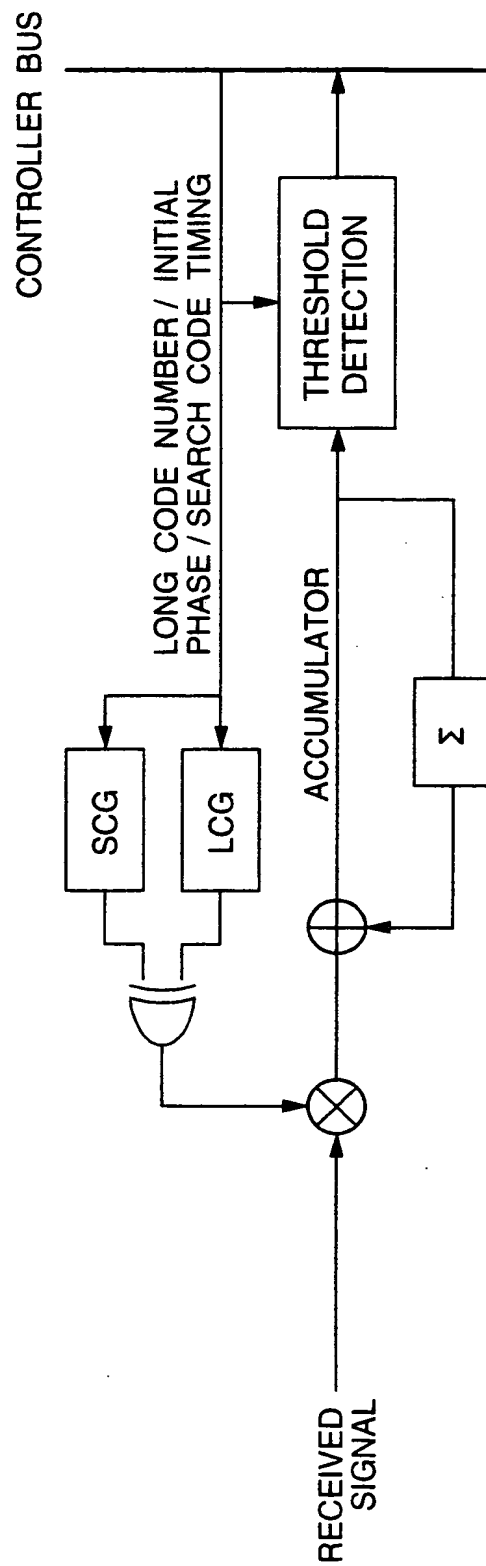 CONTROLLER BUS
LONG CODE NUMBER / INITIAL
PHASE / SEARCH CODE TIMING
SCG
LCG
ACCUMULATOR
THRESHOLD
DETECTION
Σ
RECEIVED
SIGNAL